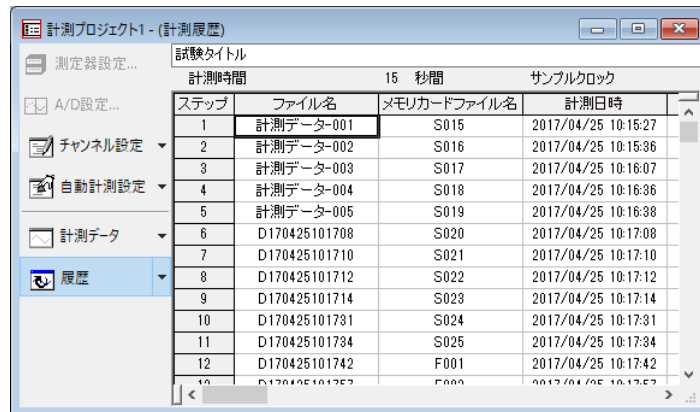 計測プロジェクト1 - (計測履歴)
測定器設定...
A/D設定...
チャンネル設定
自動計測設定
計測データ
履歴
試験タイトル
計測時間 15 秒間 サンプルクロック
ステップ ファイル名 メモリカードファイル名 計測日時
1 計測データ-001 S015 2017/04/25 10:15:27
2 計測データ-002 S016 2017/04/25 10:15:36
3 計測データ-003 S017 2017/04/25 10:16:07
4 計測データ-004 S018 2017/04/25 10:16:36
5 計測データ-005 S019 2017/04/25 10:16:38
6 D170425101708 S020 2017/04/25 10:17:08
7 D170425101710 S021 2017/04/25 10:17:10
8 D170425101712 S022 2017/04/25 10:17:12
9 D170425101714 S023 2017/04/25 10:17:14
10 D170425101731 S024 2017/04/25 10:17:31
11 D170425101734 S025 2017/04/25 10:17:34
12 D170425101742 F001 2017/04/25 10:17:42